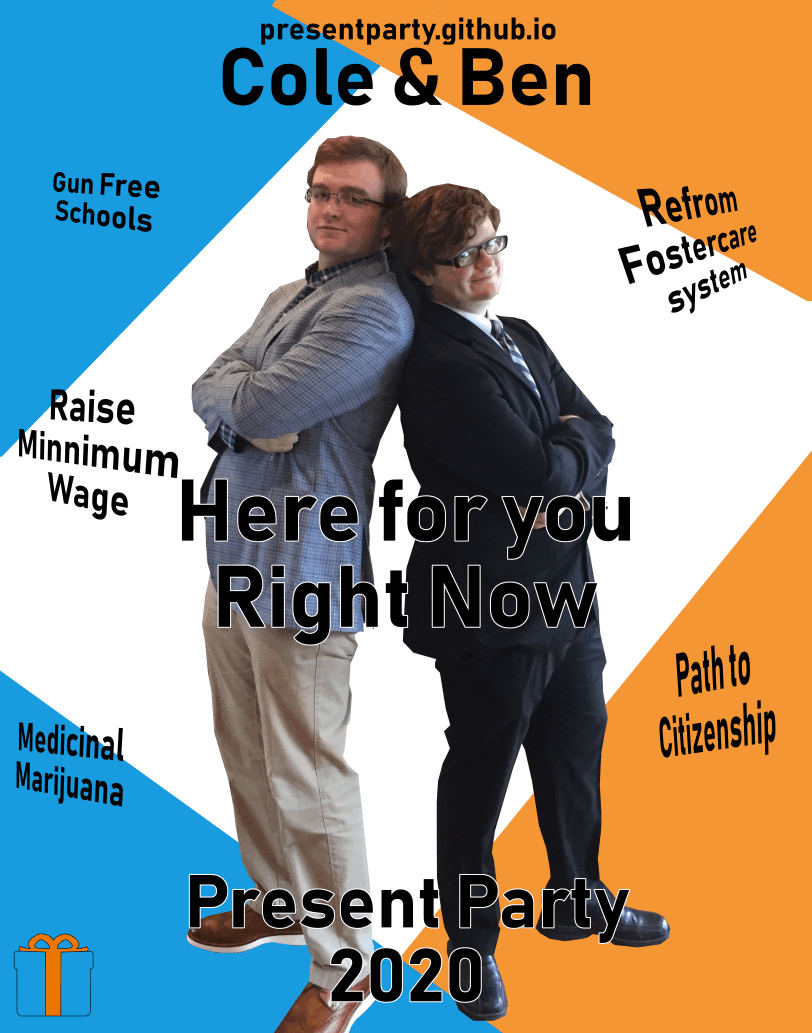 presentparty.github.io
Cole & Ben
Gun Free
Schools
Refrom
Fostercare
system
Raise
Minnimum
Wage
Here for you
Right Now
Path to
Citizenship
Medicinal
Marijuana
Present Party
2020